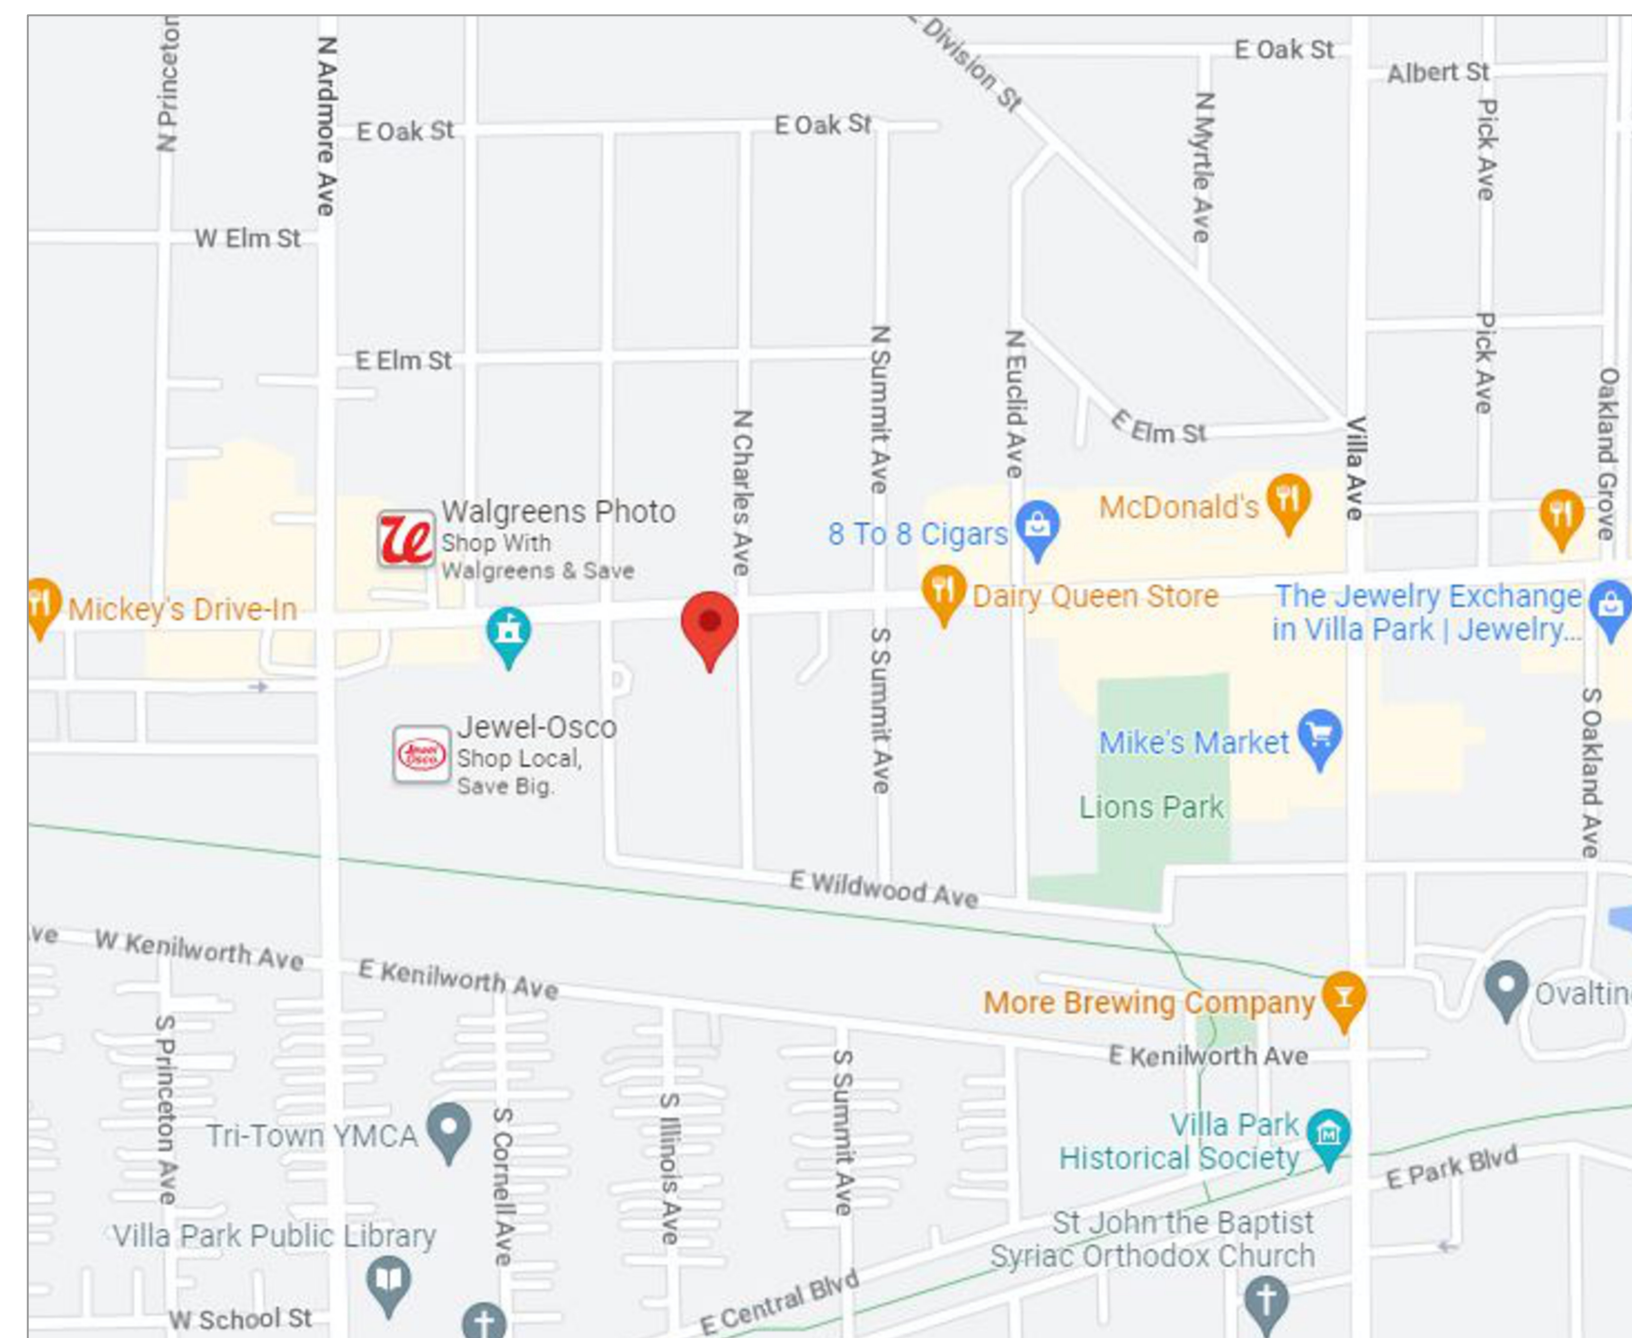 N Princeton
N Ardmore Ave
E Division St
E Oak St
Albert St
E Oak St
E Oak St
N Myrtle Ave
Pick Ave
W Elm St
E Elm St
N Summit Ave
N Euclid Ave
Pick Ave
Oakland Grove
N Charles Ave
E Elm St
Villa Ave
Walgreens Photo
Shop With
Walgreens & Save
8 To 8 Cigars
McDonald's
Mickey's Drive-In
Dairy Queen Store
The Jewelry Exchange
in Villa Park | Jewelry...
S Summit Ave
S Oakland Ave
Jewel-Osco
Shop Local,
Save Big.
Jewel
Osco
Mike's Market
Lions Park
E Wildwood Ave
ve
W Kenilworth Ave
E Kenilworth Ave
More Brewing Company
Ovaltin
E Kenilworth Ave
S Princeton Ave
S Cornell Ave
S Illinois Ave
S Summit Ave
Tri-Town YMCA
Villa Park
Historical Society
E Park Blvd
Villa Park Public Library
St John the Baptist
Syriac Orthodox Church
E Central Blvd
W School St